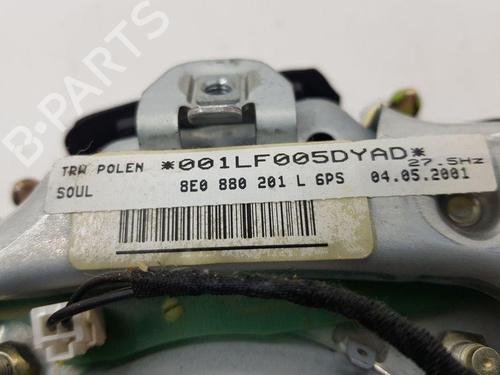 B-PARTS
TRW POLEN *001LF005DYAD*
27.5Hz
SOUL 8E0 880 201 L 6PS 04.05.2001